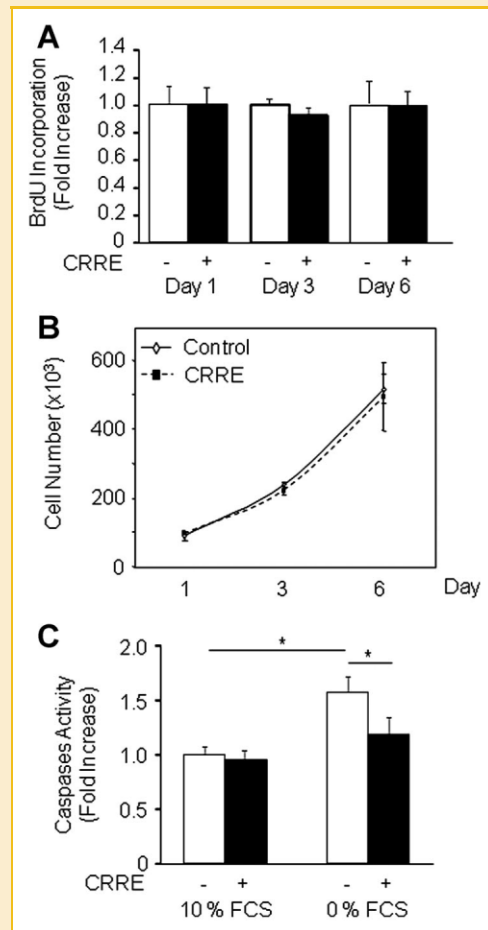 A
BrdU Incorporation
(Fold Increase)
1.4
1.2
1.0
0.8
0.6
0.4
0.2
0
CRRE - + - + - +
Day 1 Day 3 Day 6
B
Cell Number (x10³)
600
400
200
0
Control
CRRE
1 3 6 Day
C
Caspases Activity
(Fold Increase)
2.0
1.5
1.0
0.5
0
* *
CRRE - + - +
10 % FCS 0 % FCS